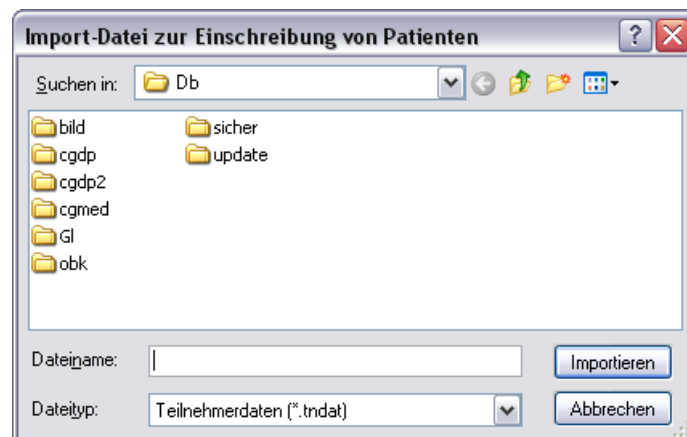 Import-Datei zur Einschreibung von Patienten
Suchen in: Db
bild sicher
cgdp update
cgdp2
cgmed
Gl
obk
Dateiname: Importieren
Dateityp: Teilnehmerdaten (*.tndat) Abbrechen